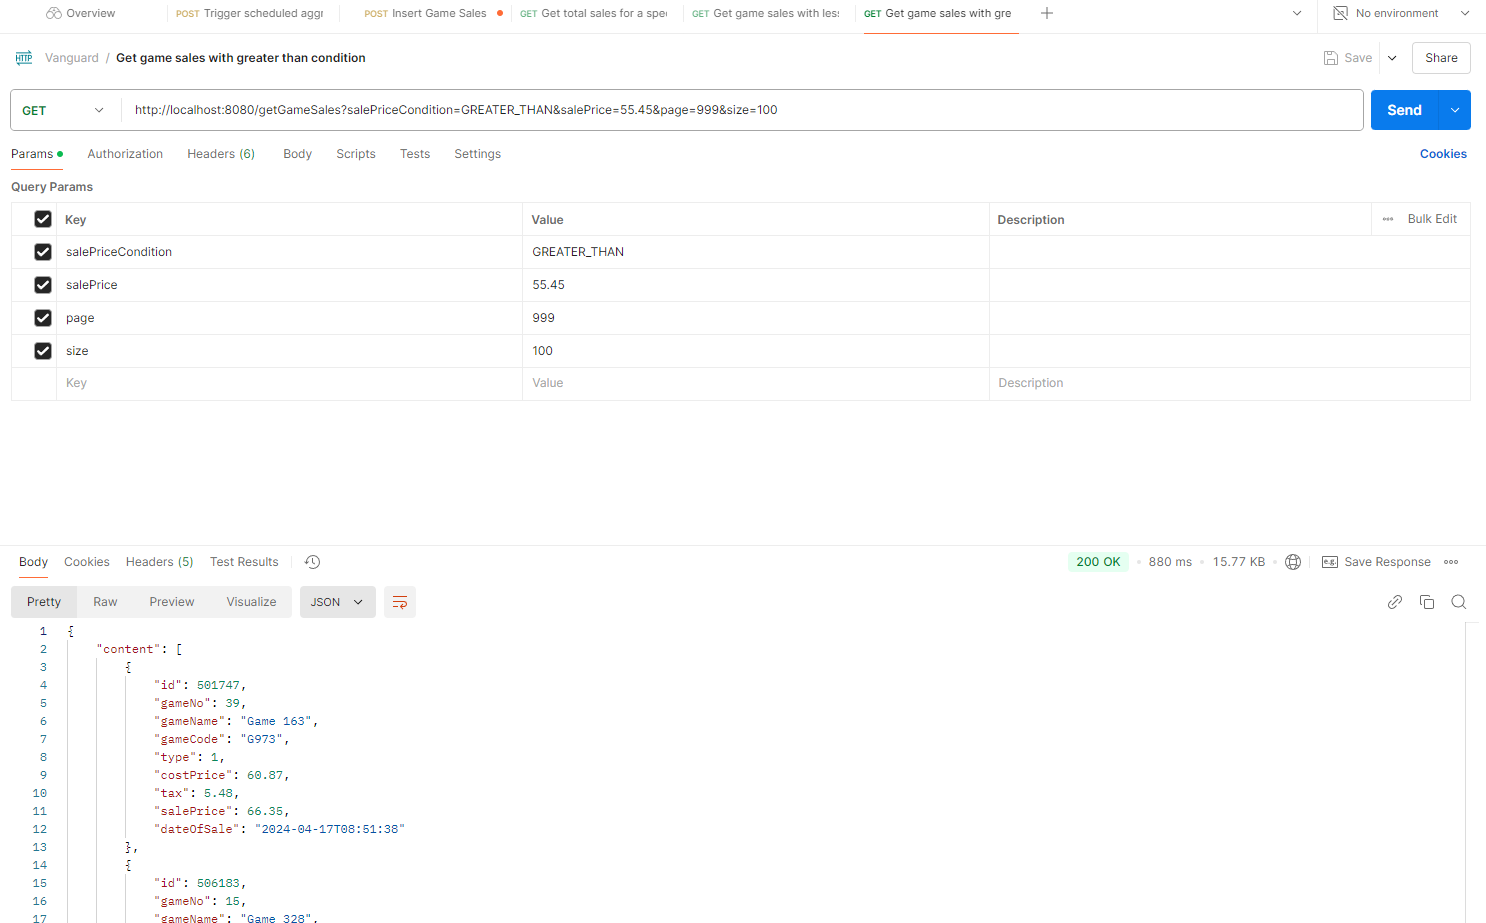 Overview POST Trigger scheduled aggr POST Insert Game Sales GET Get total sales for a spe GET Get game sales with les GET Get game sales with gre No environment
HTTP Vanguard / Get game sales with greater than condition Save Share
GET http://localhost:8080/getGameSales?salePriceCondition=GREATER_THAN&salePrice=55.45&page=999&size=100 Send
Params Authorization Headers (6) Body Scripts Tests Settings Cookies
Query Params
Key Value Description Bulk Edit
salePriceCondition GREATER_THAN
salePrice 55.45
page 999
size 100
Key Value Description
Body Cookies Headers (5) Test Results 200 OK 880 ms 15.77 KB e.g. Save Response
Pretty Raw Preview Visualize JSON
1 {
2 "content": [
3 {
4 "id": 501747,
5 "gameNo": 39,
6 "gameName": "Game 163",
7 "gameCode": "G973",
8 "type": 1,
9 "costPrice": 60.87,
10 "tax": 5.48,
11 "salePrice": 66.35,
12 "dateOfSale": "2024-04-17T08:51:38"
13 },
14 {
15 "id": 506183,
16 "gameNo": 15,
17 "gameName": "Game 328",